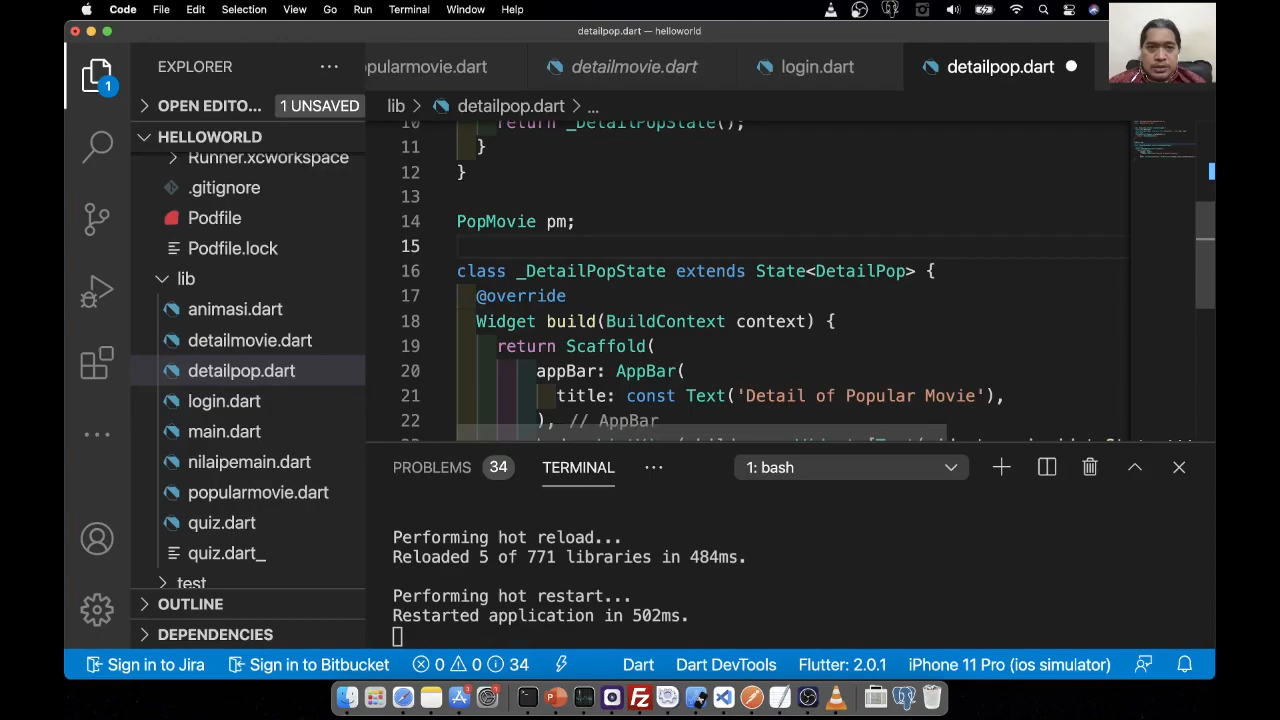 Code File Edit Selection View Go Run Terminal Window Help
detailpop.dart — helloworld
EXPLORER
opularmovie.dart detailmovie.dart login.dart detailpop.dart
OPEN EDITO... 1 UNSAVED
lib > detailpop.dart > ...
HELLOWORLD
Runner.xcworkspace
.gitignore
Podfile
Podfile.lock
lib
animasi.dart
detailmovie.dart
detailpop.dart
login.dart
main.dart
nilaipemain.dart
popularmovie.dart
quiz.dart
quiz.dart_
test
OUTLINE
DEPENDENCIES
1
10 return _DetailPopState();
11 }
12 }
13
14 PopMovie pm;
15
16 class _DetailPopState extends State<DetailPop> {
17 @override
18 Widget build(BuildContext context) {
19 return Scaffold(
20 appBar: AppBar(
21 title: const Text('Detail of Popular Movie'),
22 ), // AppBar
PROBLEMS 34 TERMINAL ... 1: bash
Performing hot reload...
Reloaded 5 of 771 libraries in 484ms.
Performing hot restart...
Restarted application in 502ms.
Sign in to Jira Sign in to Bitbucket 0 0 34 Dart Dart DevTools Flutter: 2.0.1 iPhone 11 Pro (ios simulator)